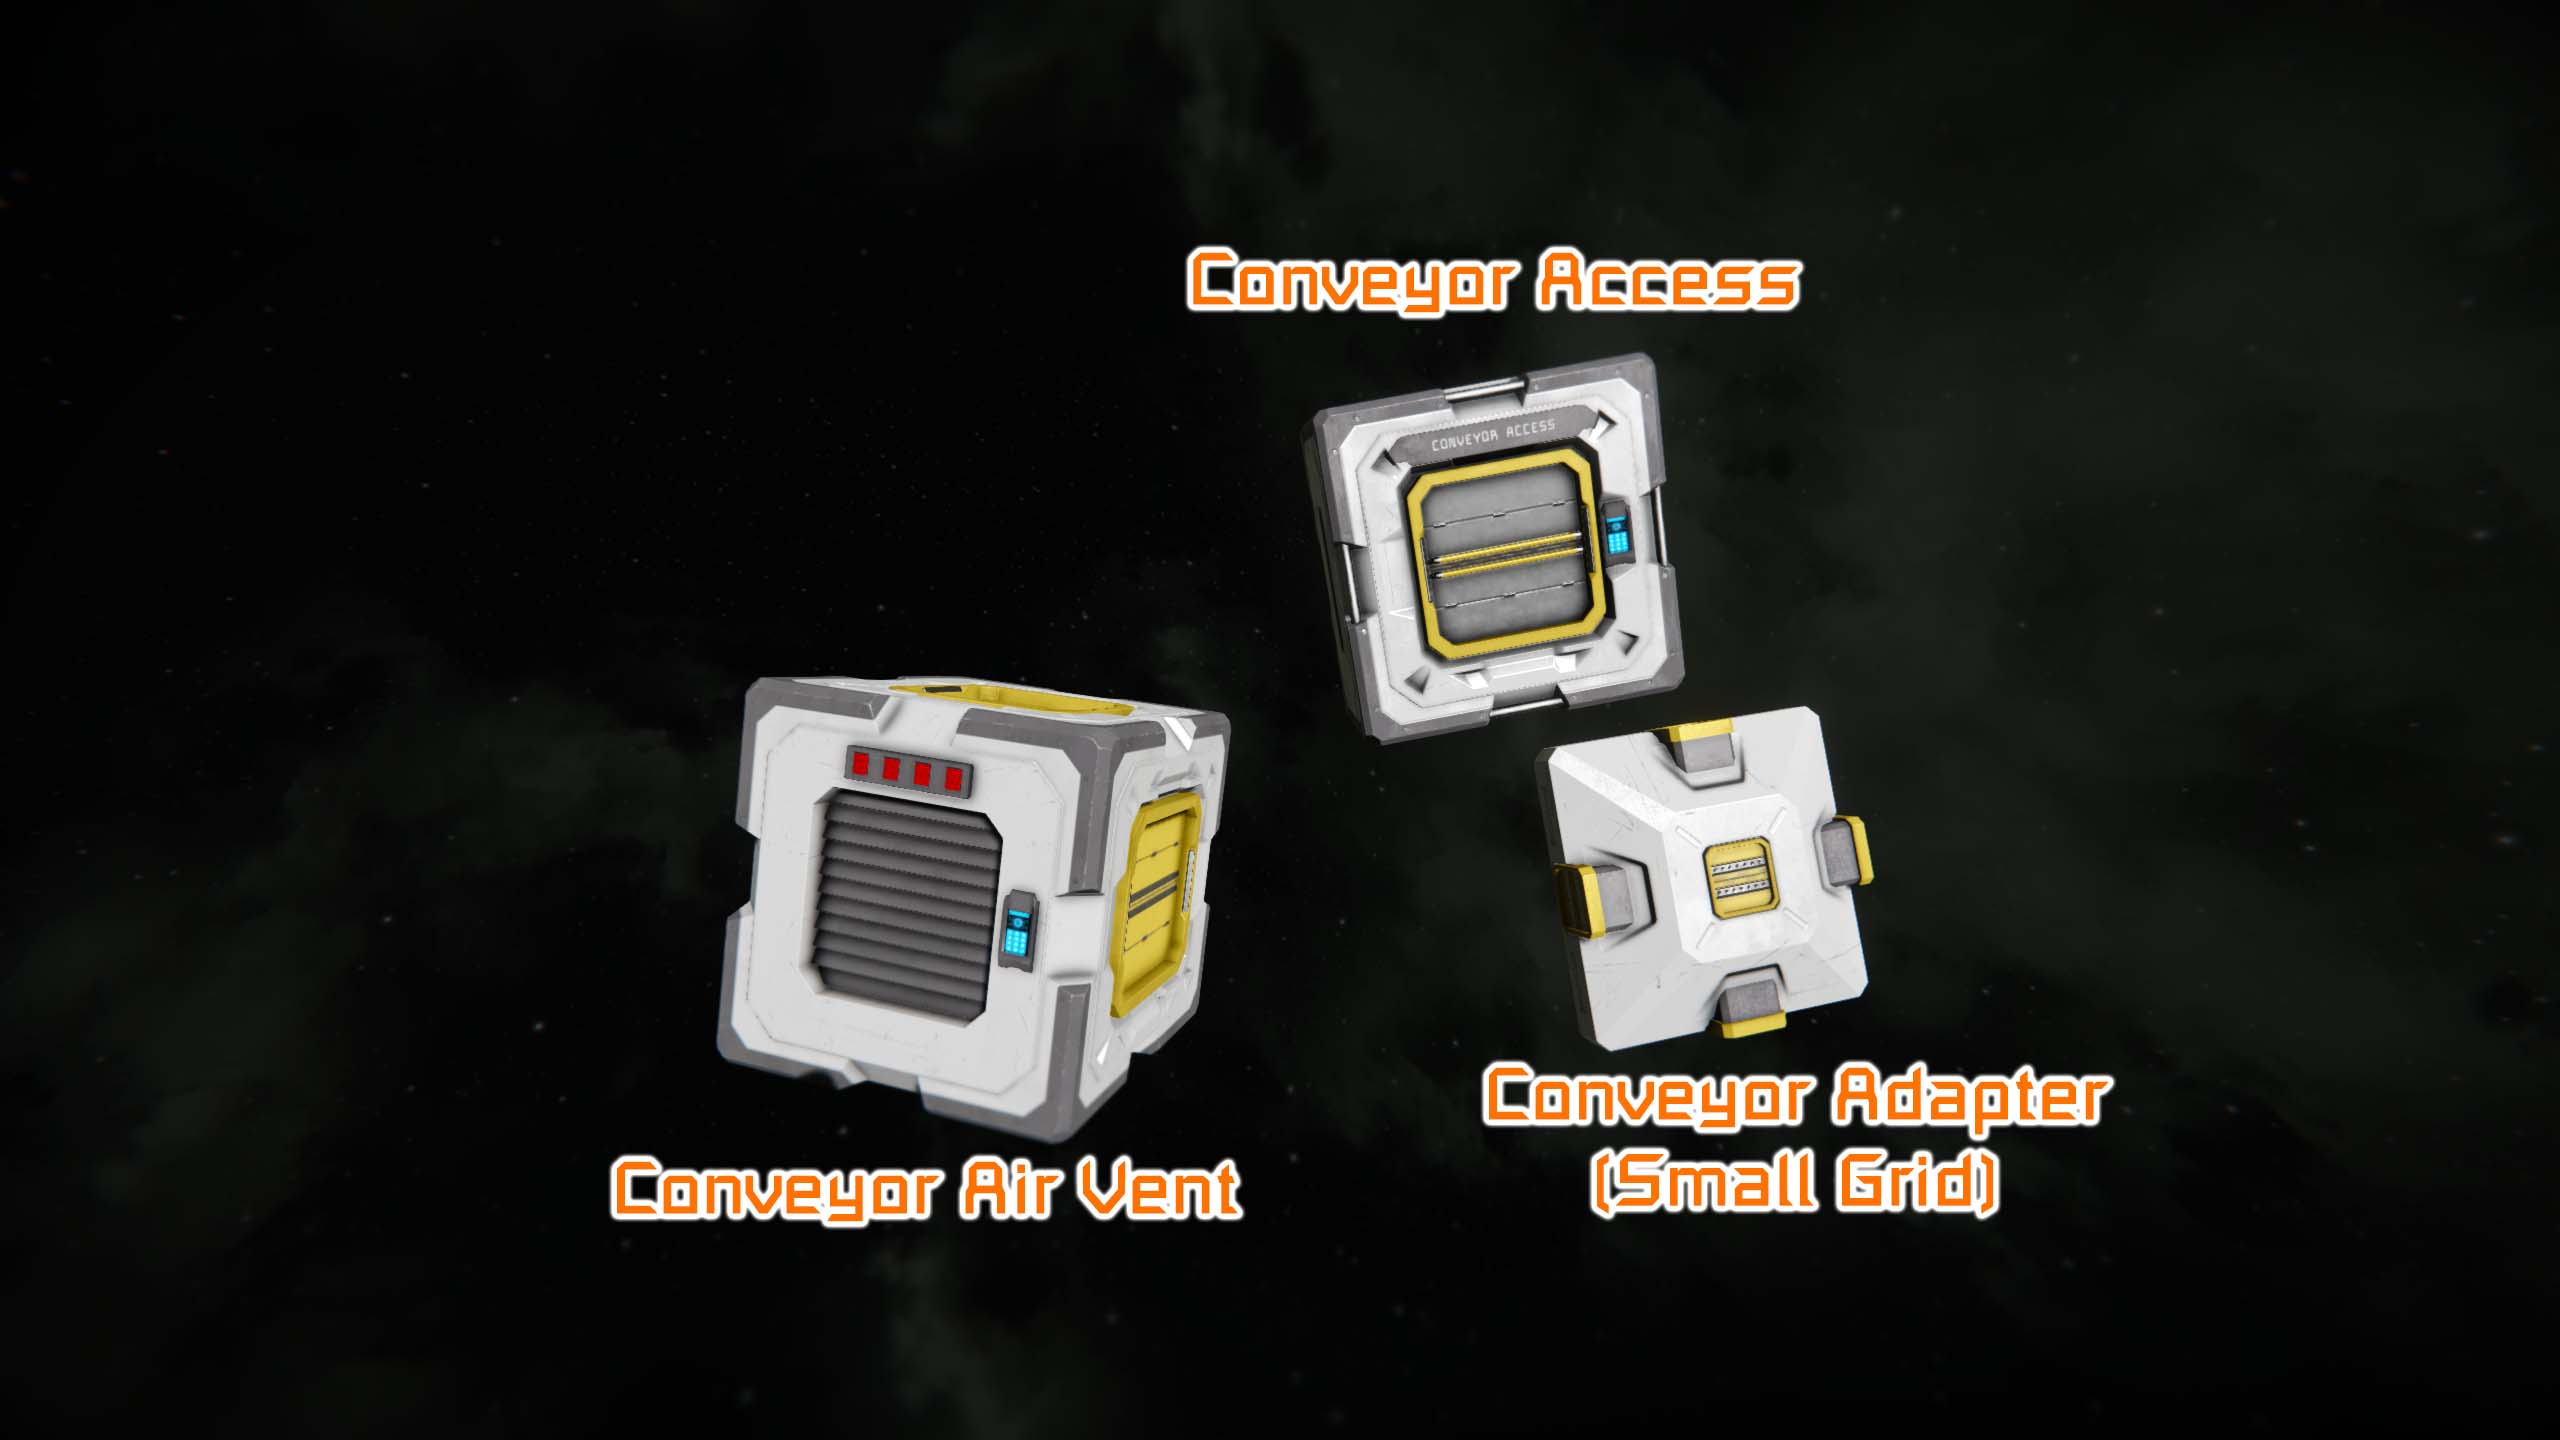 Conveyor Access
CONVEYOR ACCESS
Conveyor Adapter
(Small Grid)
Conveyor Air Vent